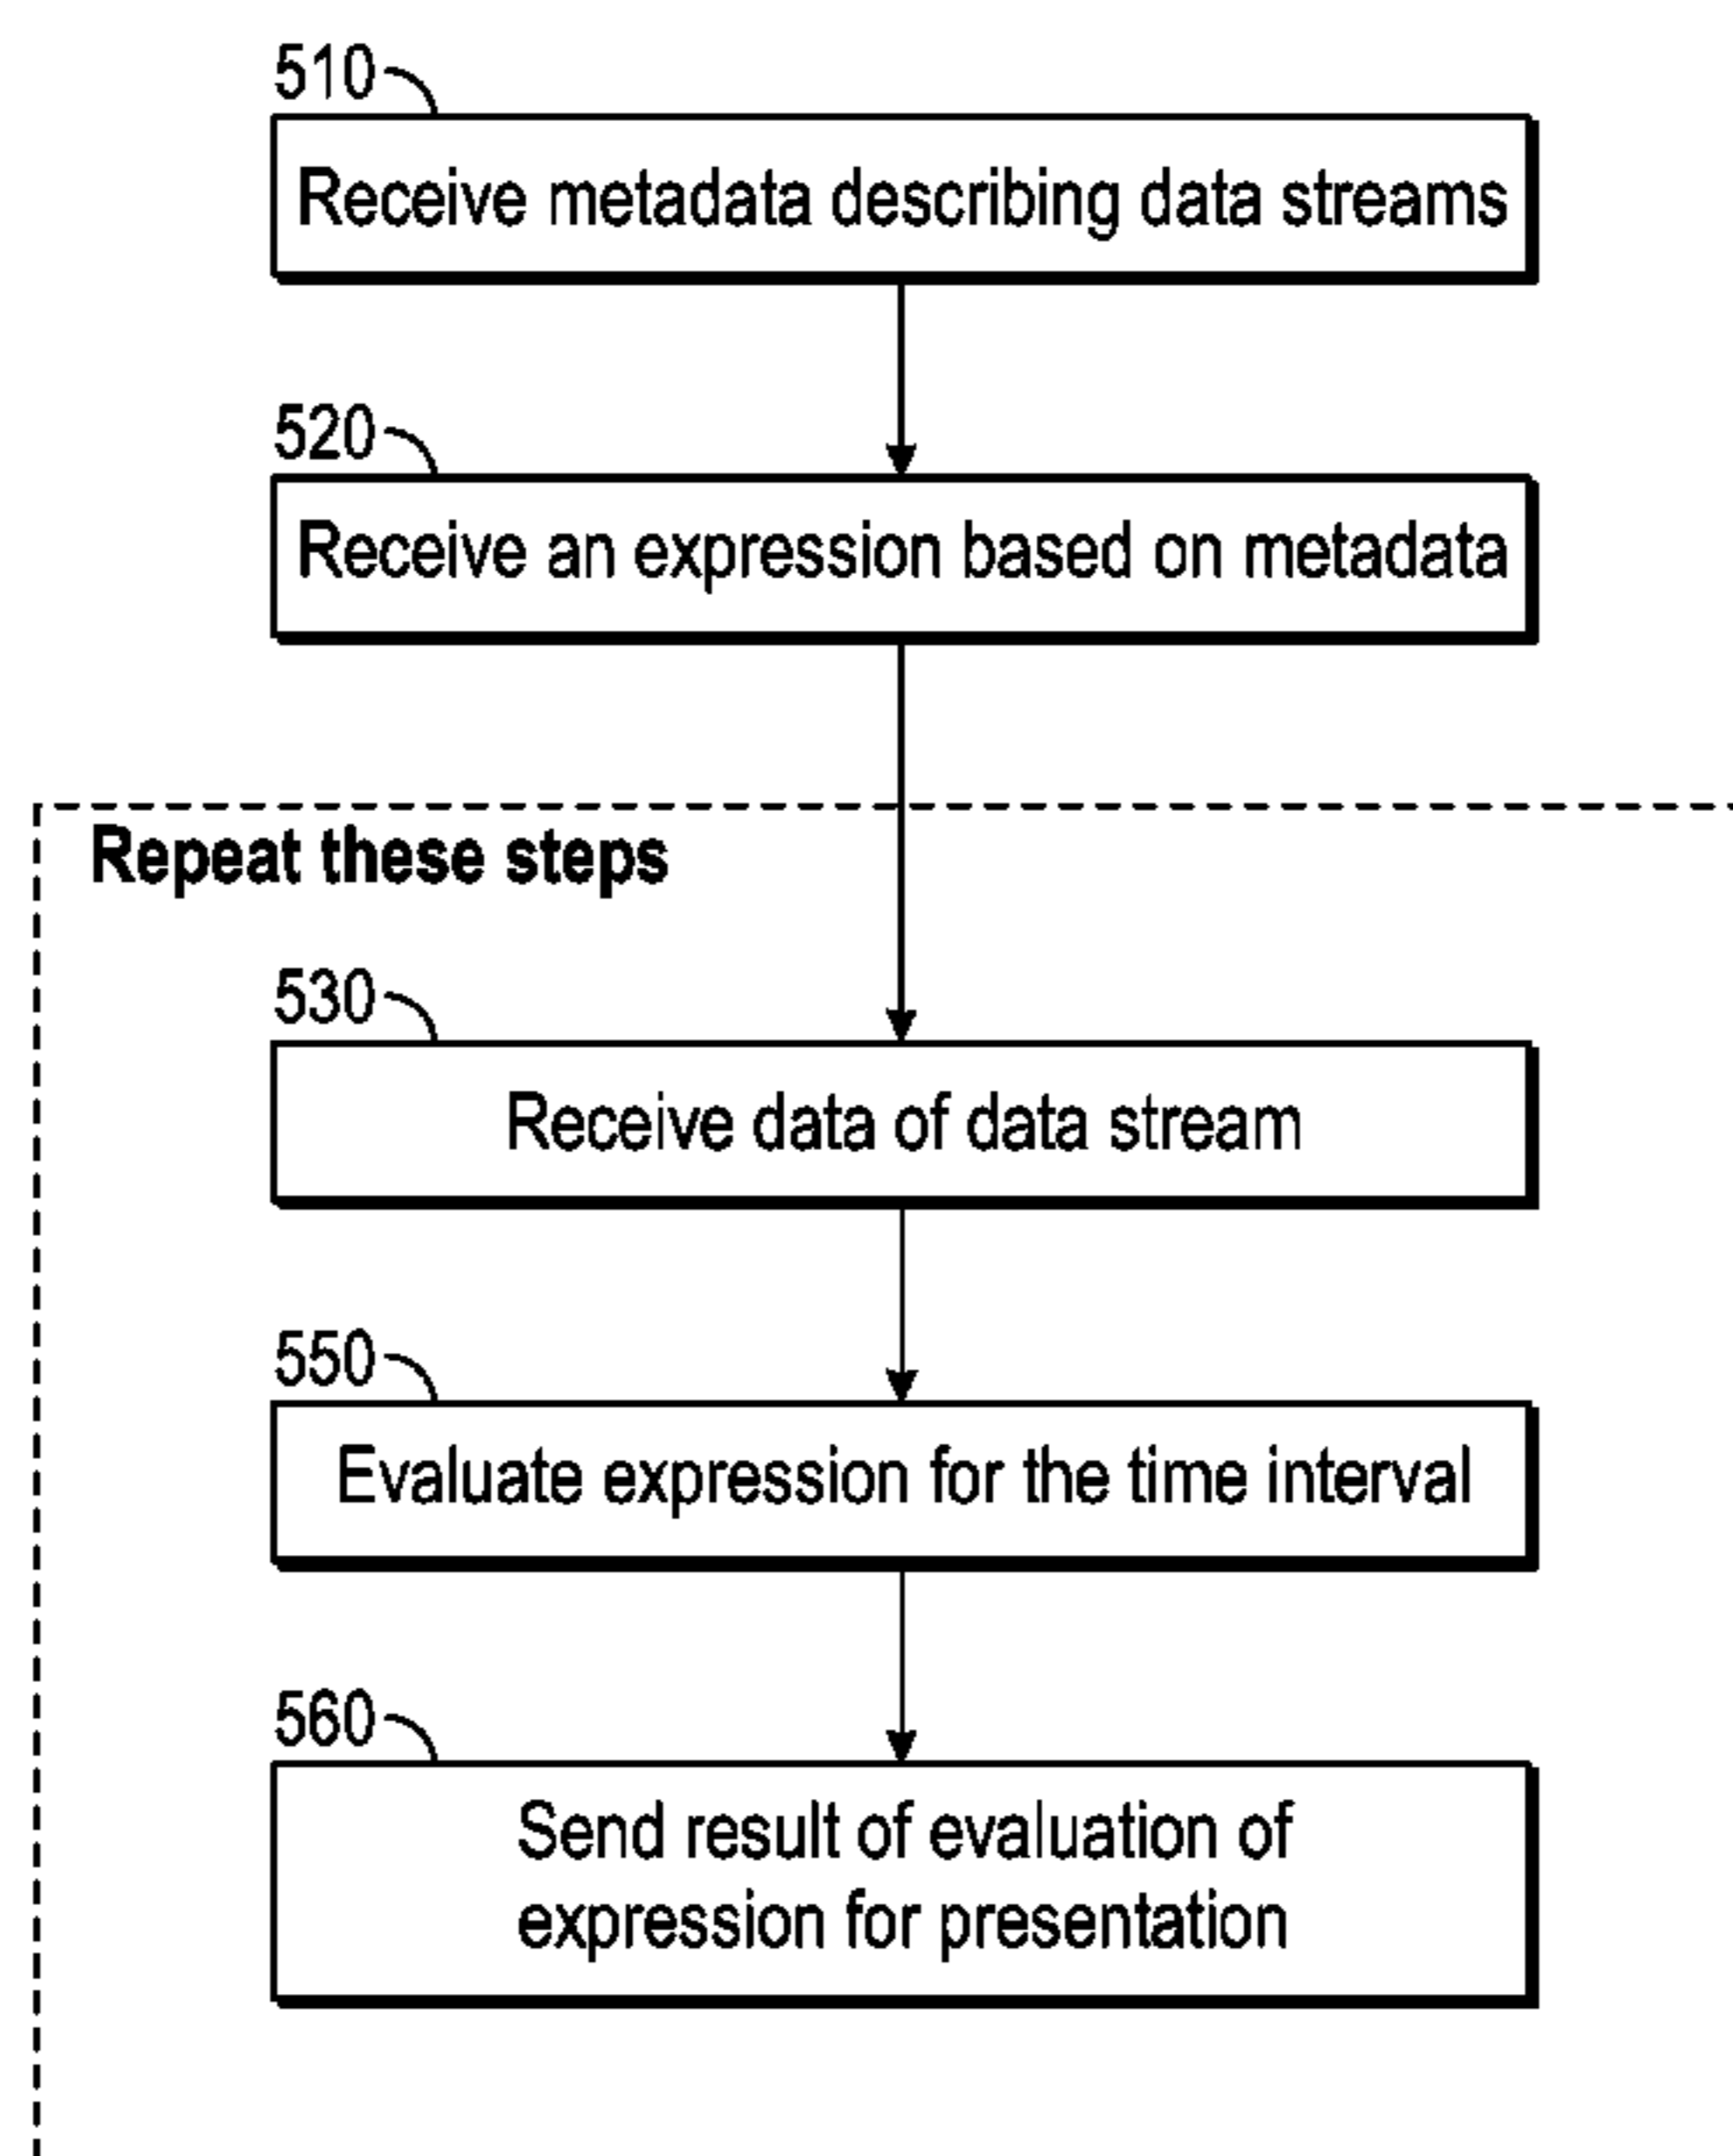 510
Receive metadata describing data streams
520
Receive an expression based on metadata
Repeat these steps
530
Receive data of data stream
550
Evaluate expression for the time interval
560
Send result of evaluation of
expression for presentation